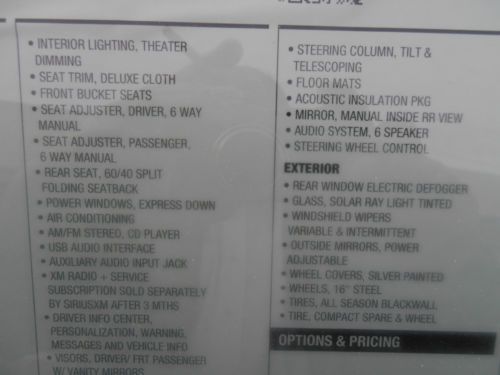 • INTERIOR LIGHTING, THEATER
DIMMING
• SEAT TRIM, DELUXE CLOTH
• FRONT BUCKET SEATS
• SEAT ADJUSTER, DRIVER, 6 WAY
MANUAL
• SEAT ADJUSTER, PASSENGER,
6 WAY MANUAL
• REAR SEAT, 60/40 SPLIT
FOLDING SEATBACK
• POWER WINDOWS, EXPRESS DOWN
• AIR CONDITIONING
• AM/FM STEREO, CD PLAYER
• USB AUDIO INTERFACE
• AUXILIARY AUDIO INPUT JACK
• XM RADIO + SERVICE
SUBSCRIPTION SOLD SEPARATELY
BY SIRIUSXM AFTER 3 MTHS
• DRIVER INFO CENTER,
PERSONALIZATION, WARNING,
MESSAGES AND VEHICLE INFO
• VISORS, DRIVER/ FRT PASSENGER
W/ VANITY MIRRORS
• STEERING COLUMN, TILT &
TELESCOPING
• FLOOR MATS
• ACOUSTIC INSULATION PKG
• MIRROR, MANUAL INSIDE RR VIEW
• AUDIO SYSTEM, 6 SPEAKER
• STEERING WHEEL CONTROL
EXTERIOR
• REAR WINDOW ELECTRIC DEFOGGER
• GLASS, SOLAR RAY LIGHT TINTED
• WINDSHIELD WIPERS
VARIABLE & INTERMITTENT
• OUTSIDE MIRRORS, POWER
ADJUSTABLE
• WHEEL COVERS, SILVER PAINTED
• WHEELS, 16" STEEL
• TIRES, ALL SEASON BLACKWALL
• TIRE, COMPACT SPARE & WHEEL
OPTIONS & PRICING